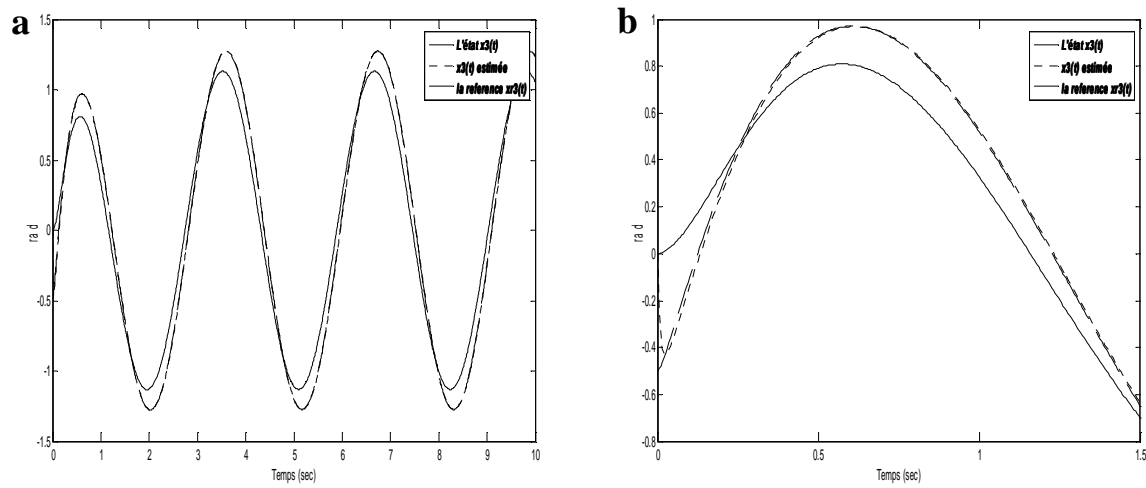 a
1.5
1
0.5
0
-0.5
-1
-1.5
ra d
L'état x3(t)
x3(t) estimée
la reference xr3(t)
0 1 2 3 4 5 6 7 8 9 10
Temps (sec)
b
1
0.8
0.6
0.4
0.2
0
-0.2
-0.4
-0.6
-0.8
ra d
L'état x3(t)
x3(t) estimée
la reference xr3(t)
0 0.5 1 1.5
Temps (sec)